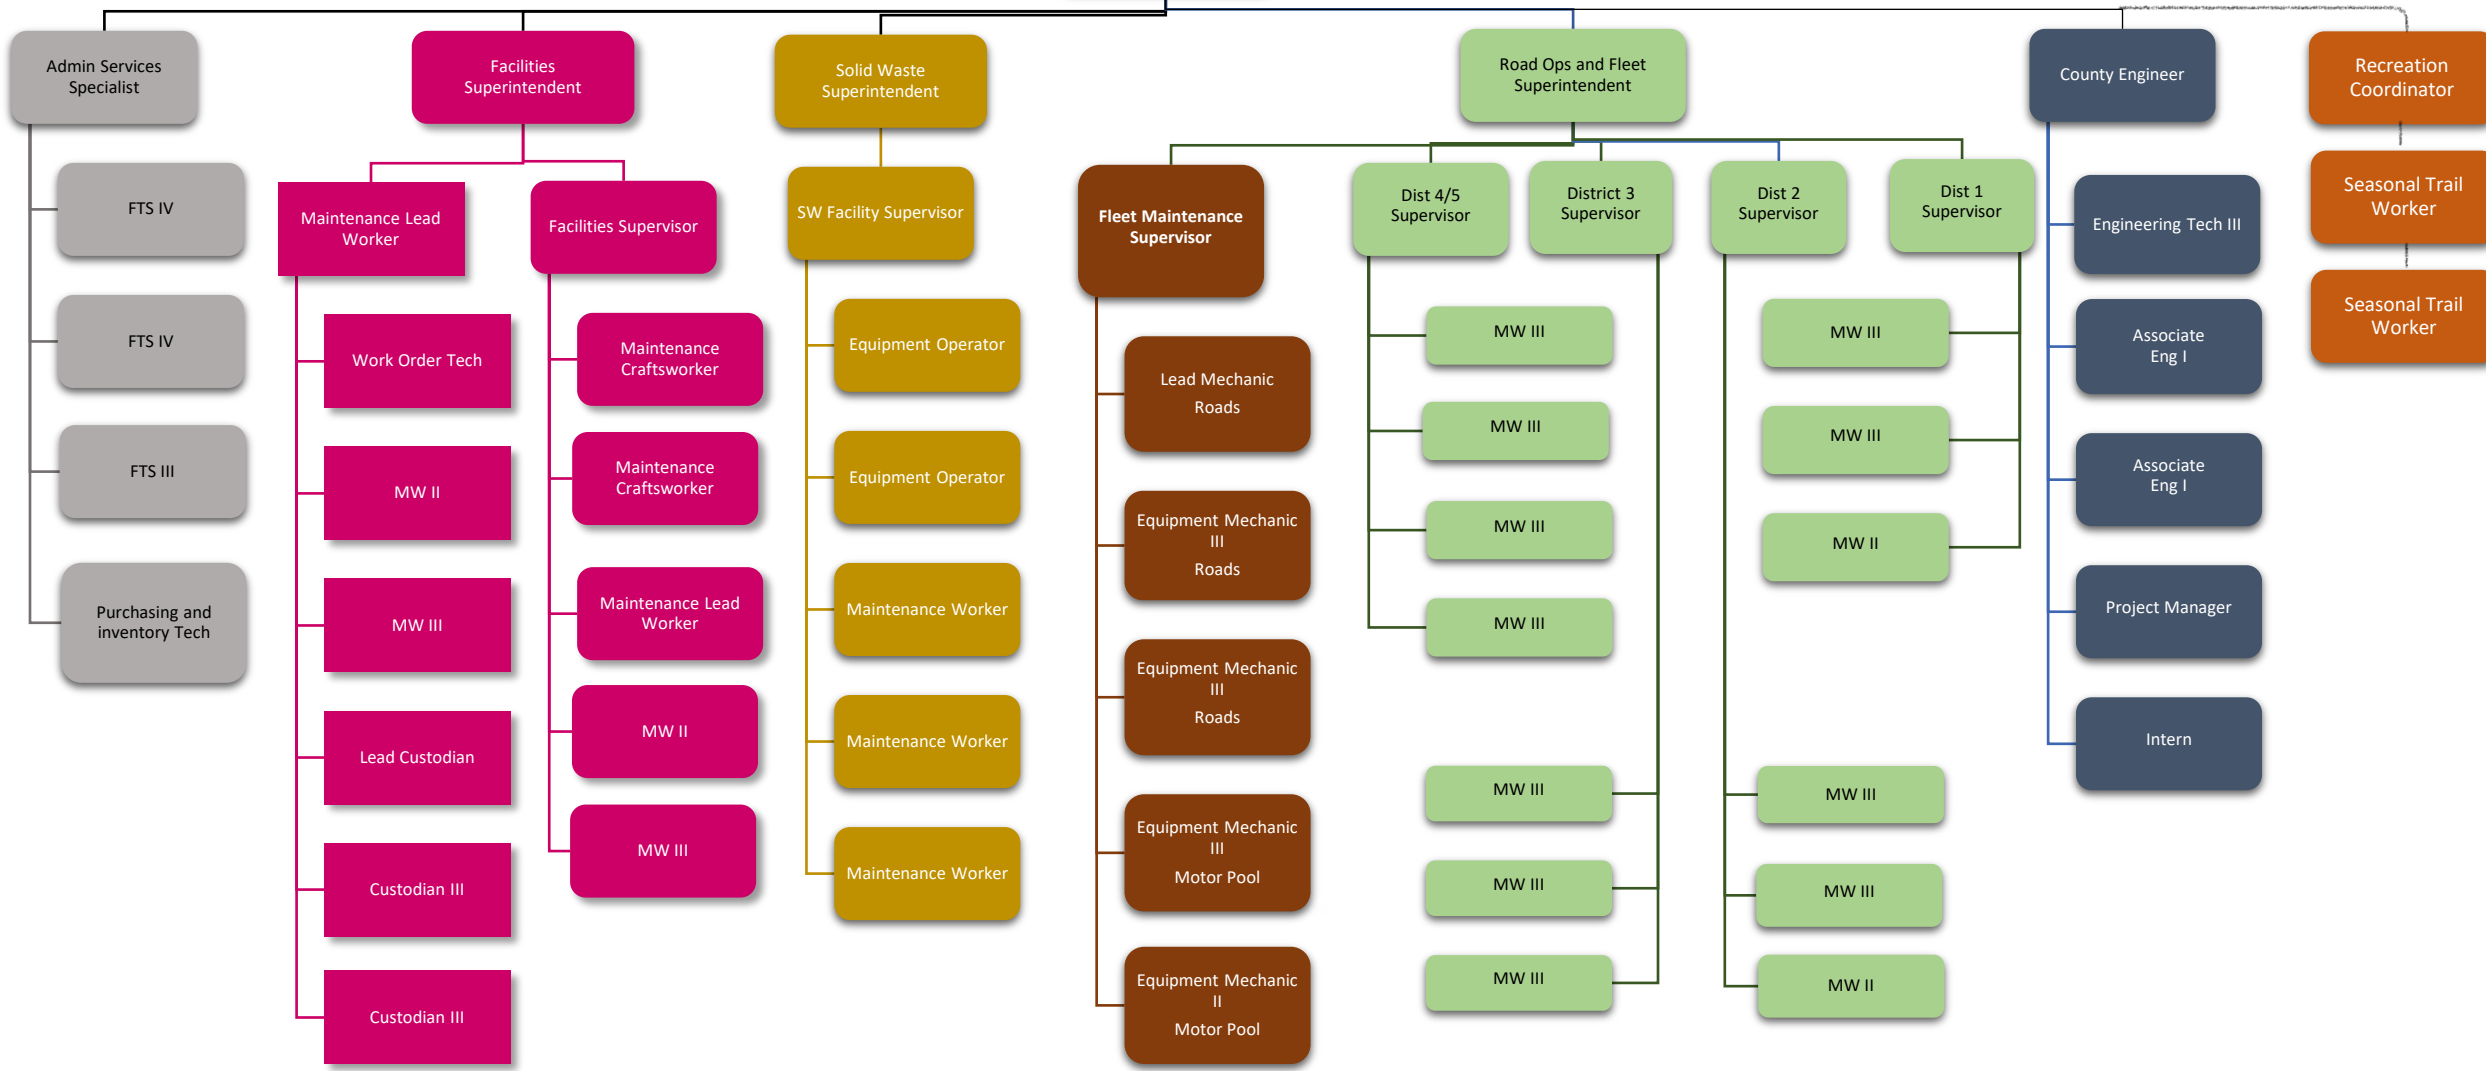 Admin Services
Specialist
FTS IV
FTS IV
FTS III
Purchasing and
inventory Tech
Facilities
Superintendent
Maintenance Lead
Worker
Work Order Tech
MW II
MW III
Lead Custodian
Custodian III
Custodian III
Facilities Supervisor
Maintenance
Craftsworker
Maintenance
Craftsworker
Maintenance Lead
Worker
MW II
MW III
Solid Waste
Superintendent
SW Facility Supervisor
Equipment Operator
Equipment Operator
Maintenance Worker
Maintenance Worker
Maintenance Worker
Road Ops and Fleet
Superintendent
Fleet Maintenance
Supervisor
Lead Mechanic
Roads
Equipment Mechanic
III
Roads
Equipment Mechanic
III
Roads
Equipment Mechanic
III
Motor Pool
Equipment Mechanic
II
Motor Pool
Dist 4/5
Supervisor
MW III
MW III
MW III
MW III
District 3
Supervisor
MW III
MW III
MW III
Dist 2
Supervisor
MW III
MW III
MW II
Dist 1
Supervisor
MW III
MW III
MW II
County Engineer
Engineering Tech III
Associate
Eng I
Associate
Eng I
Project Manager
Intern
Recreation
Coordinator
Seasonal Trail
Worker
Seasonal Trail
Worker